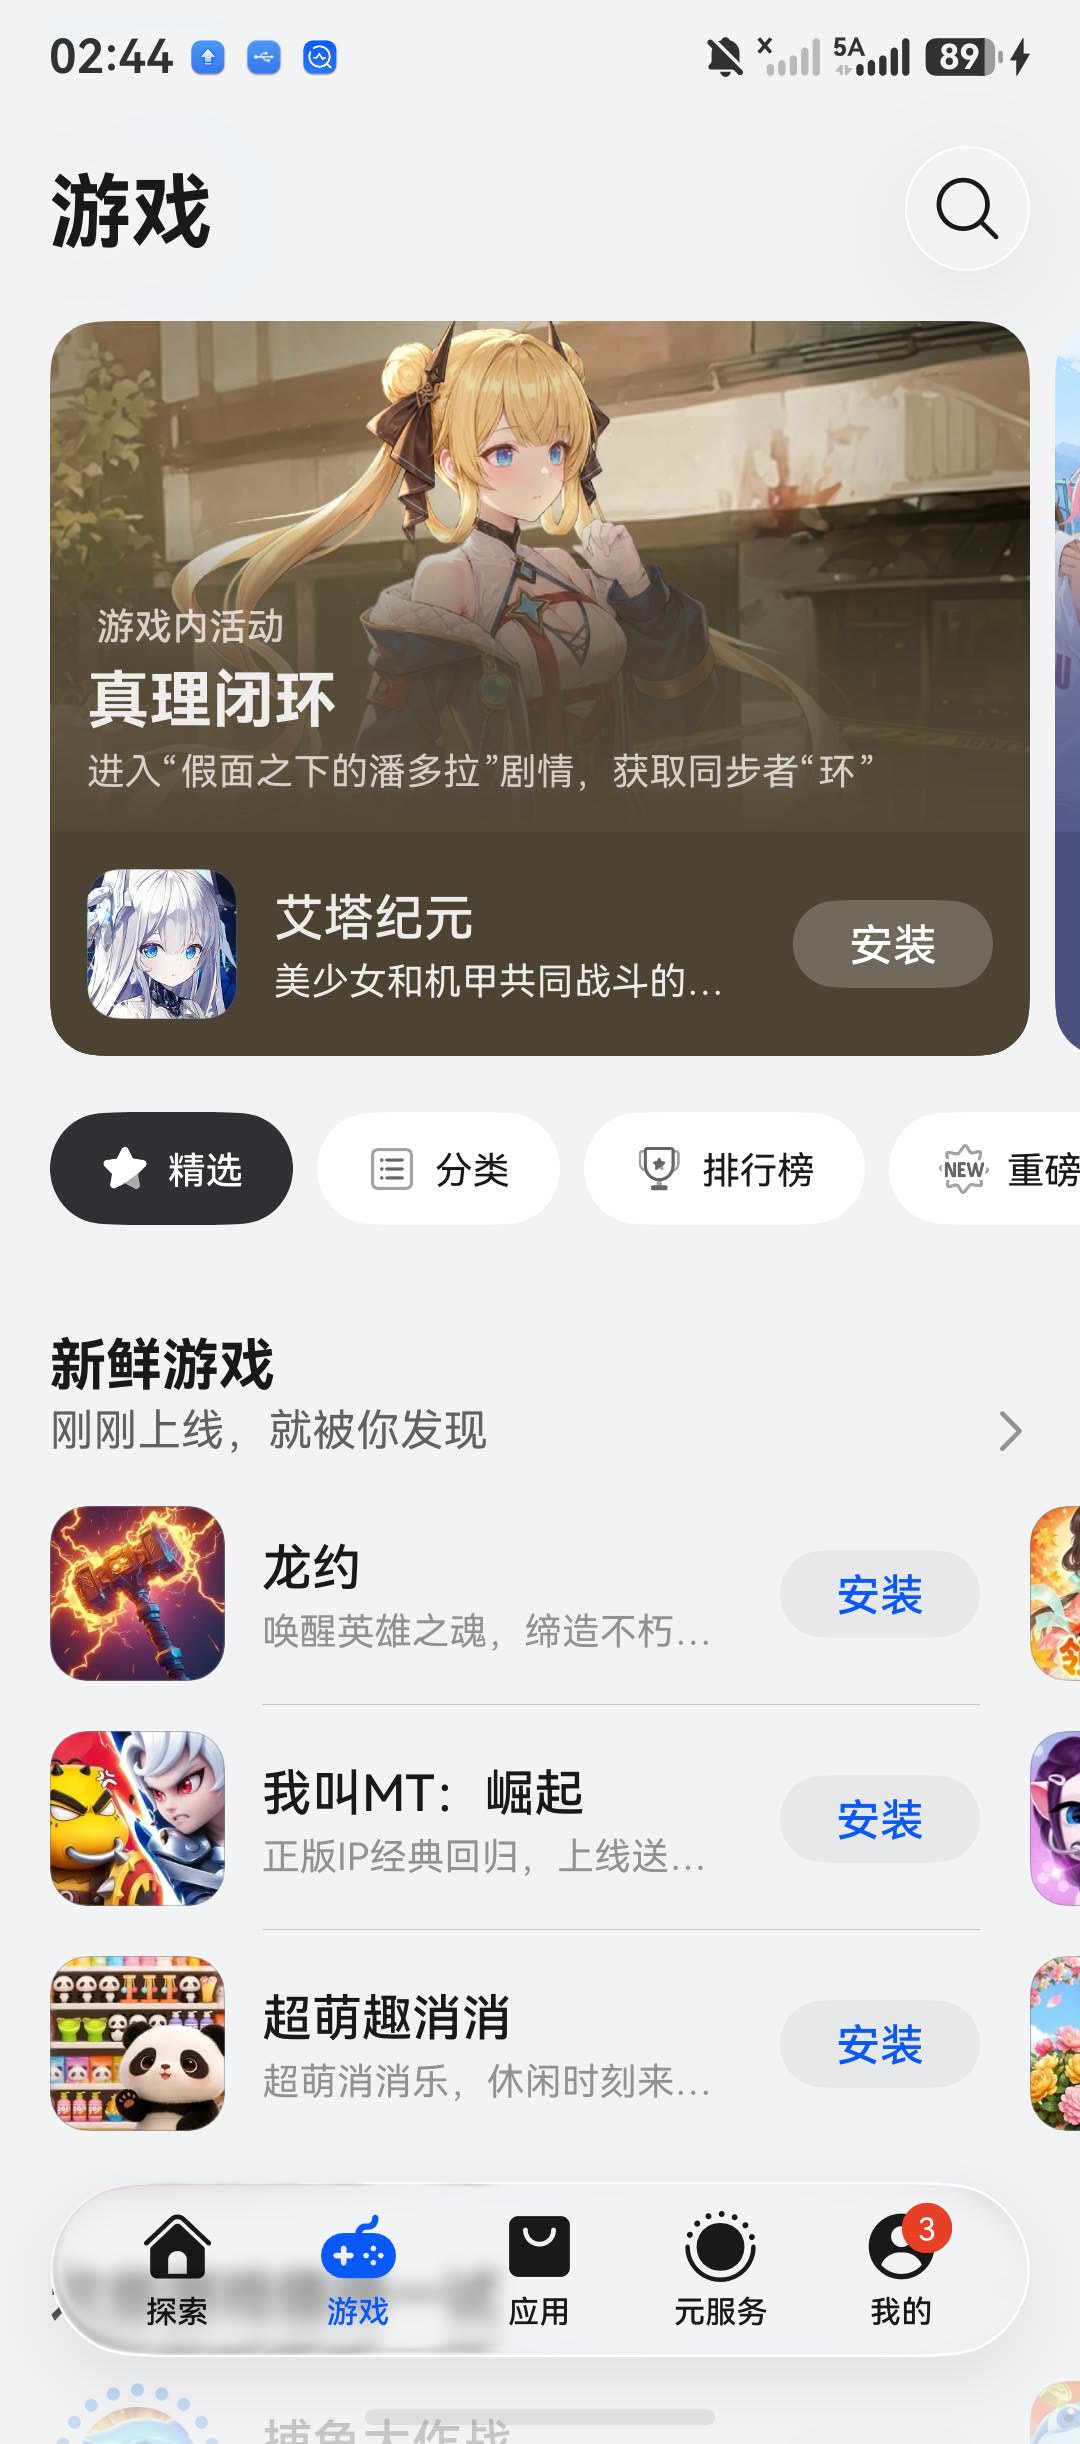 02:44
5A
89
游戏
游戏内活动
真理闭环
进入“假面之下的潘多拉”剧情，获取同步者“环”
艾塔纪元
美少女和机甲共同战斗的...
安装
精选
分类
排行榜
NEW
重磅
新鲜游戏
刚刚上线，就被你发现
龙约
唤醒英雄之魂，缔造不朽...
安装
我叫MT：崛起
正版IP经典回归，上线送...
安装
超萌趣消消
超萌消消乐，休闲时刻来...
安装
探索
游戏
应用
元服务
3
我的
捕鱼大作战